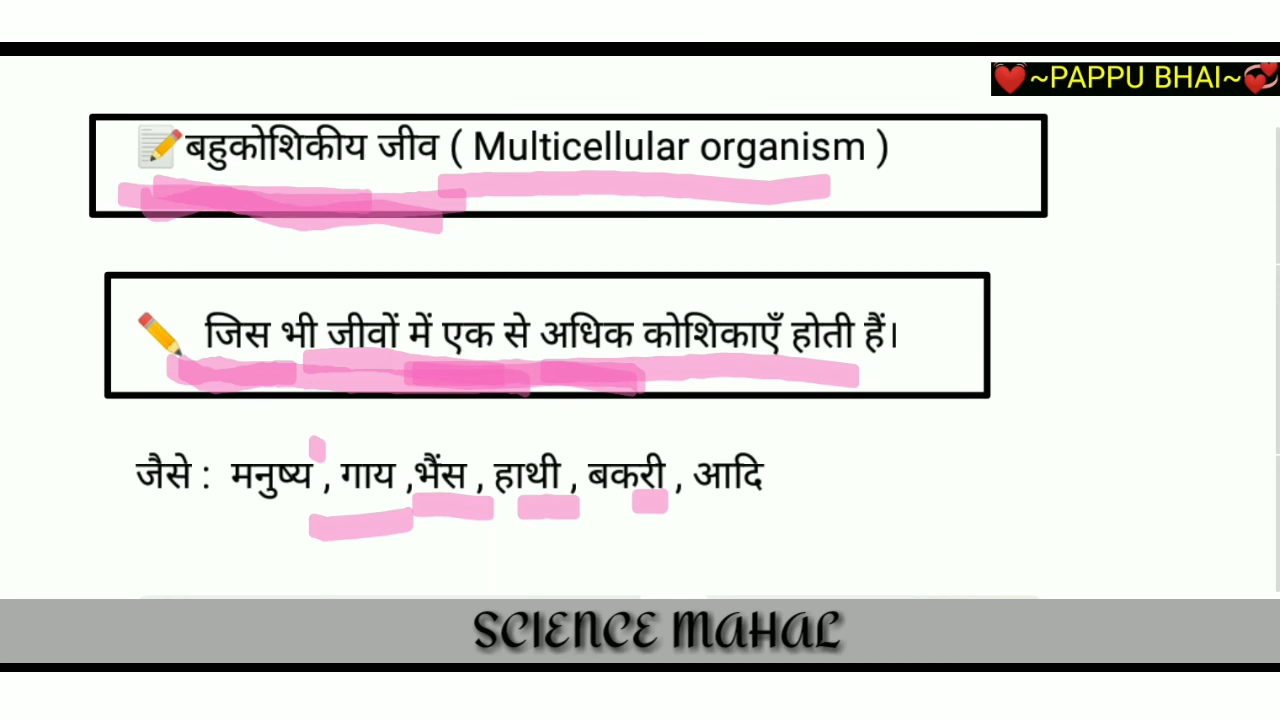 ❤️~PAPPU BHAI~💞
📝बहुकोशिकीय जीव ( Multicellular organism )
✏️ जिस भी जीवों में एक से अधिक कोशिकाएँ होती हैं।
जैसे : मनुष्य , गाय ,भैंस , हाथी , बकरी , आदि
SCIENCE MAHAL